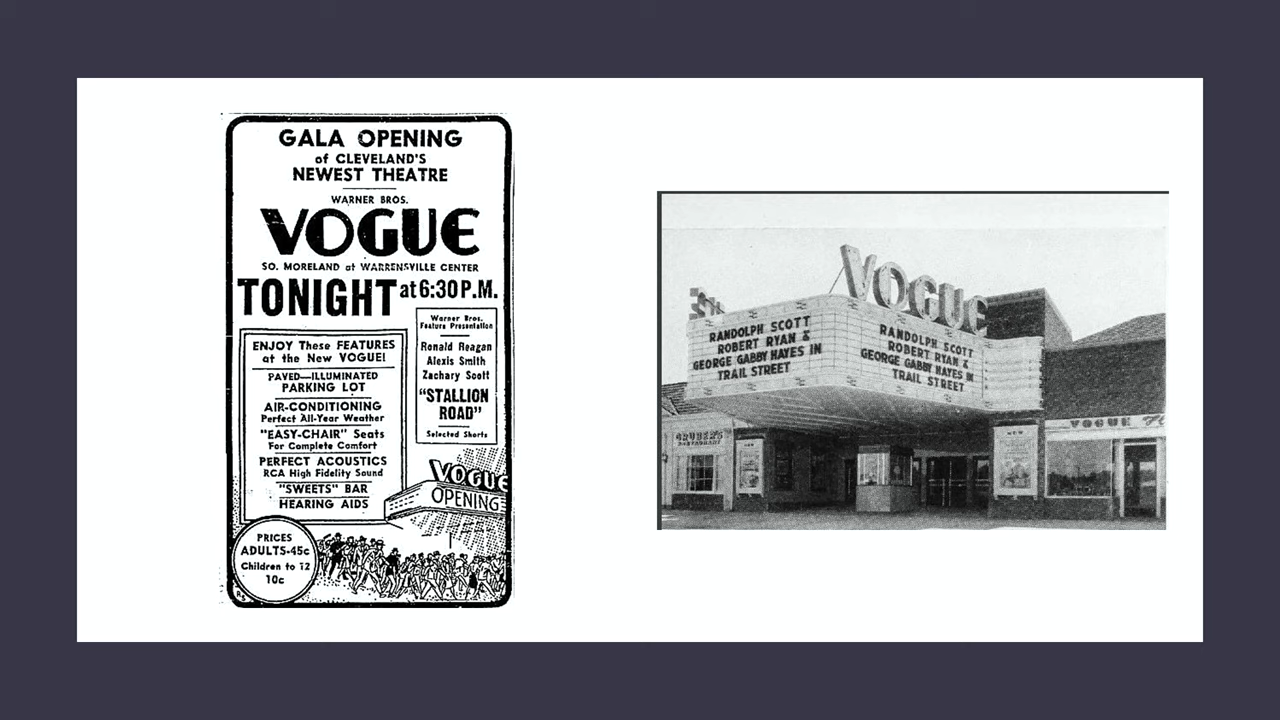 GALA OPENING
of CLEVELAND'S
NEWEST THEATRE
WARNER BROS.
VOGUE
SO. MORELAND at WARRENSVILLE CENTER
TONIGHT at 6:30 P.M.
ENJOY These FEATURES
at the New VOGUE!
PAVED—ILLUMINATED
PARKING LOT
AIR-CONDITIONING
Perfect All-Year Weather
"EASY-CHAIR" Seats
For Complete Comfort
PERFECT ACOUSTICS
RCA High Fidelity Sound
"SWEETS" BAR
HEARING AIDS
Warner Bros.
Feature Presentation
Ronald Reagan
Alexis Smith
Zachary Scott
"STALLION
ROAD"
Selected Shorts
VOGUE
OPENING
PRICES
ADULTS-45c
Children to 12
10c
VOGUE
RANDOLPH SCOTT
ROBERT RYAN &
GEORGE GABBY HAYES IN
TRAIL STREET
RANDOLPH SCOTT
ROBERT RYAN &
GEORGE GABBY HAYES IN
TRAIL STREET
GRUBER'S
RESTAURANT
VOGUE